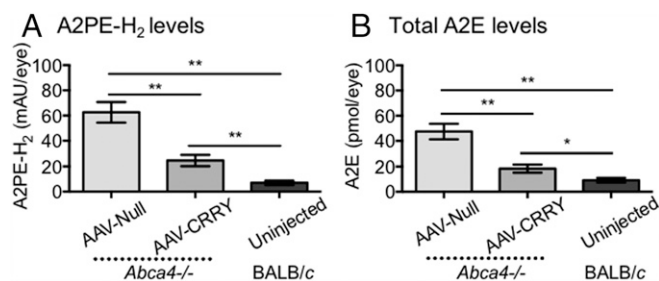 A A2PE-H₂ levels
A2PE-H₂ (mAU/eye)
100
80
60
40
20
0
**
**
**
AAV-Null
AAV-CRRY
Uninjected
Abca4-/-
BALB/c
B Total A2E levels
A2E (pmol/eye)
100
80
60
40
20
0
**
**
*
AAV-Null
AAV-CRRY
Uninjected
Abca4-/-
BALB/c